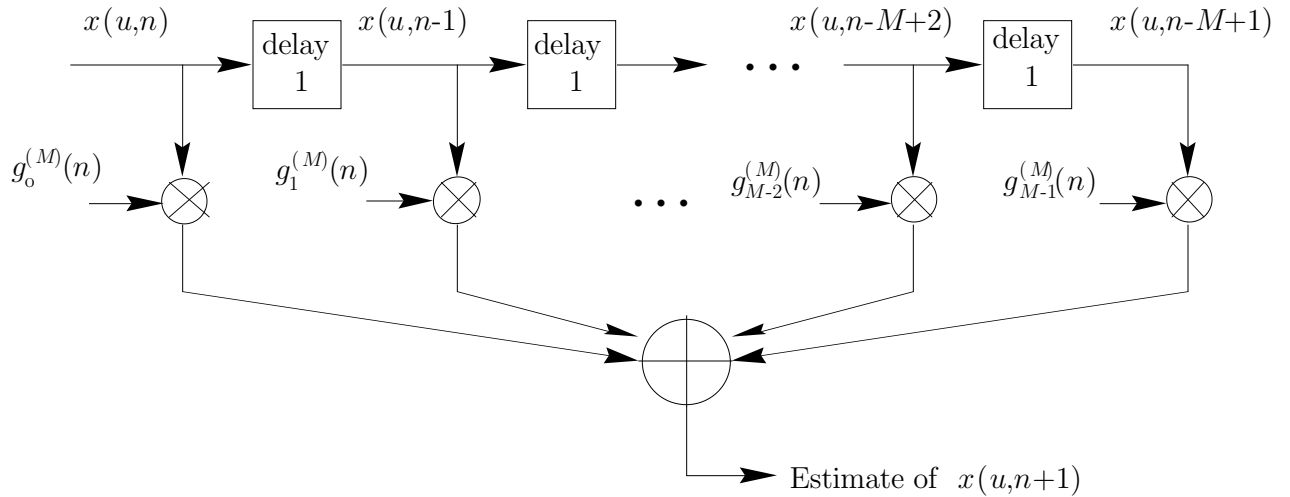 x(u,n)
x(u,n-1)
x(u,n-M+2)
x(u,n-M+1)
delay
1
delay
1
• • •
delay
1
g_o^(M)(n)
g_1^(M)(n)
• • •
g_M-2^(M)(n)
g_M-1^(M)(n)
Estimate of x(u,n+1)